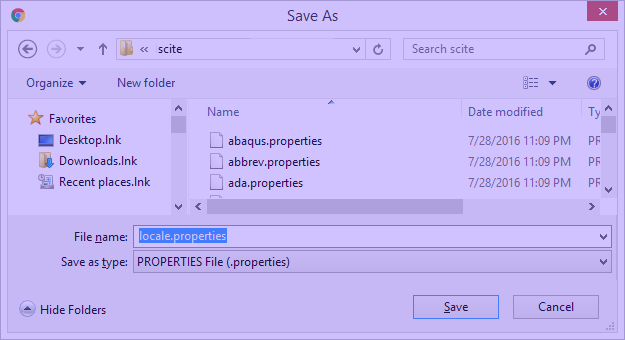 Save As
« scite
Search scite
Organize New folder
Name Date modified Ty
Favorites
Desktop.lnk
Downloads.lnk
Recent places.lnk
abaqus.properties 7/28/2016 11:09 PM PR
abbrev.properties 7/28/2016 11:09 PM PR
ada.properties 7/28/2016 11:09 PM PR
File name: locale.properties
Save as type: PROPERTIES File (.properties)
Hide Folders Save Cancel